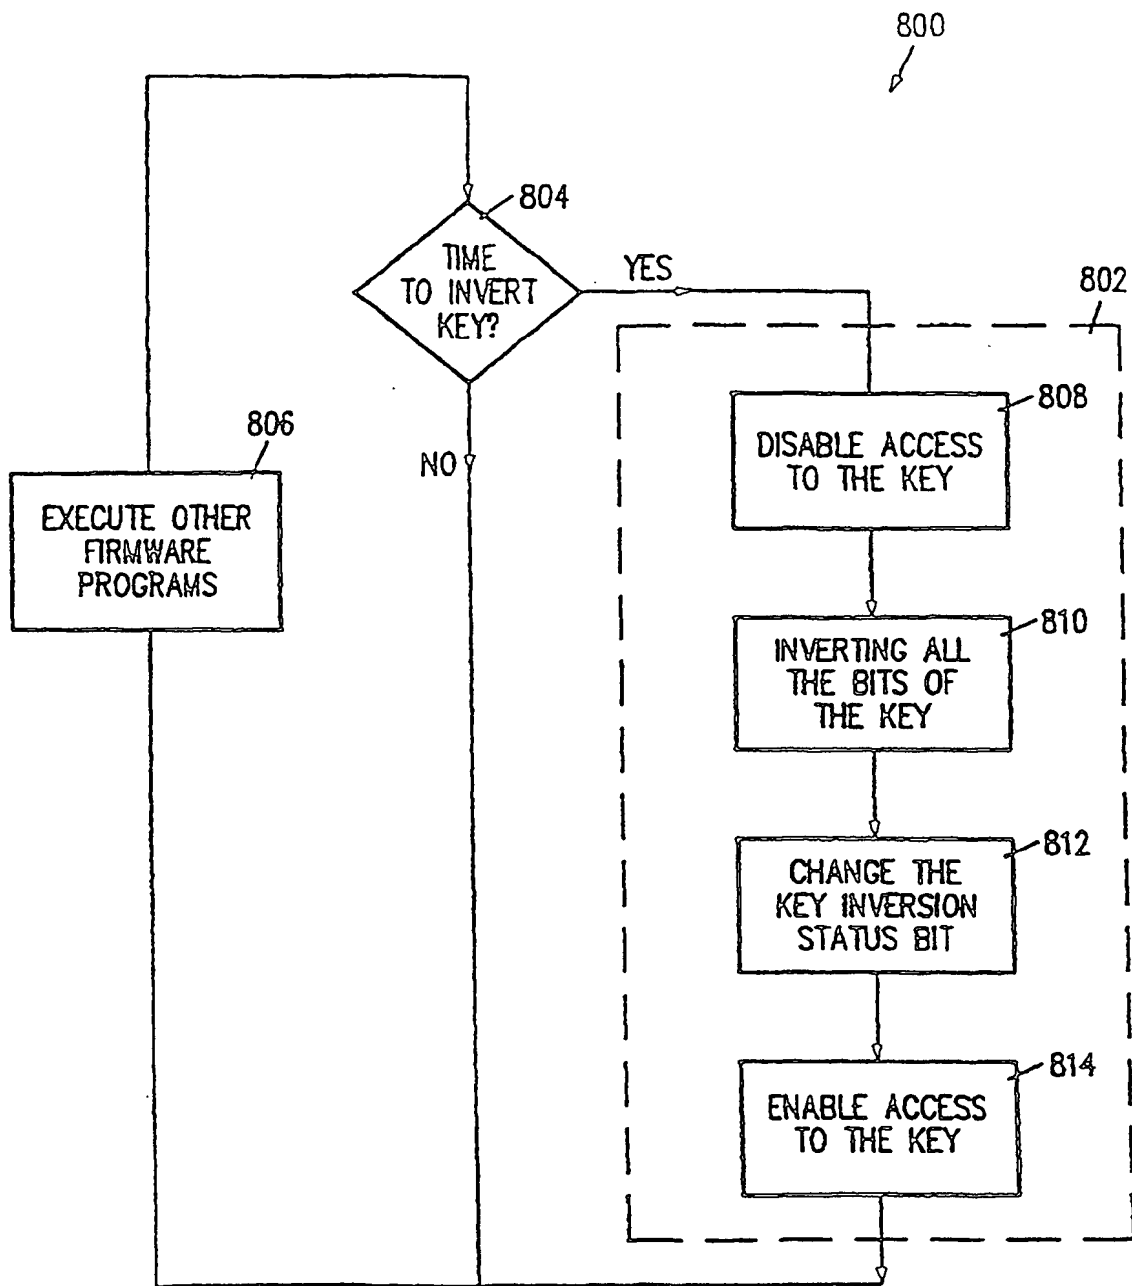 800
804
TIME
TO INVERT
KEY?
YES
802
808
DISABLE ACCESS
TO THE KEY
806
NO
EXECUTE OTHER
FIRMWARE
PROGRAMS
810
INVERTING ALL
THE BITS OF
THE KEY
812
CHANGE THE
KEY INVERSION
STATUS BIT
814
ENABLE ACCESS
TO THE KEY